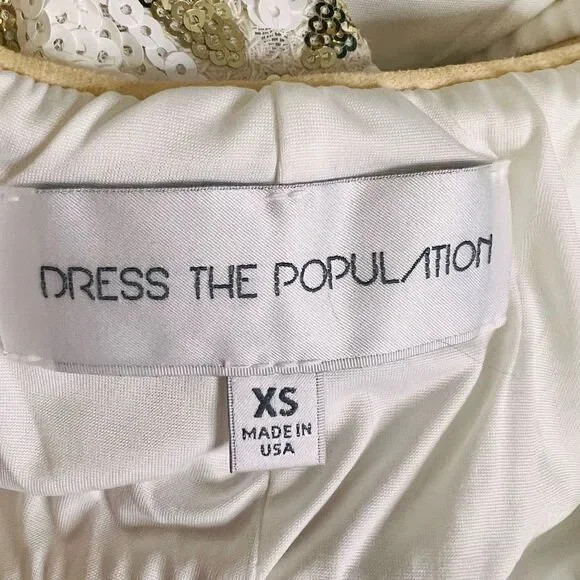 DRESS THE POPULATION
XS
MADE IN
USA